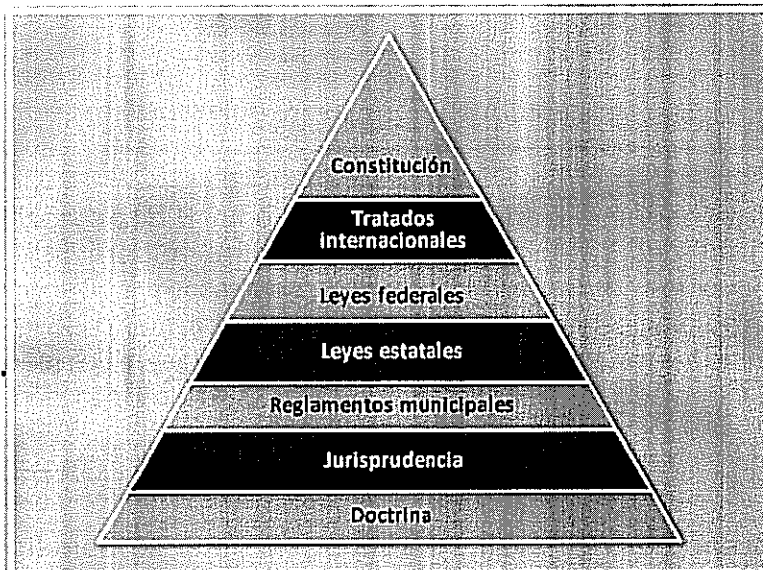 Constitución
Tratados
internacionales
Leyes federales
Leyes estatales
Reglamentos municipales
Jurisprudencia
Doctrina